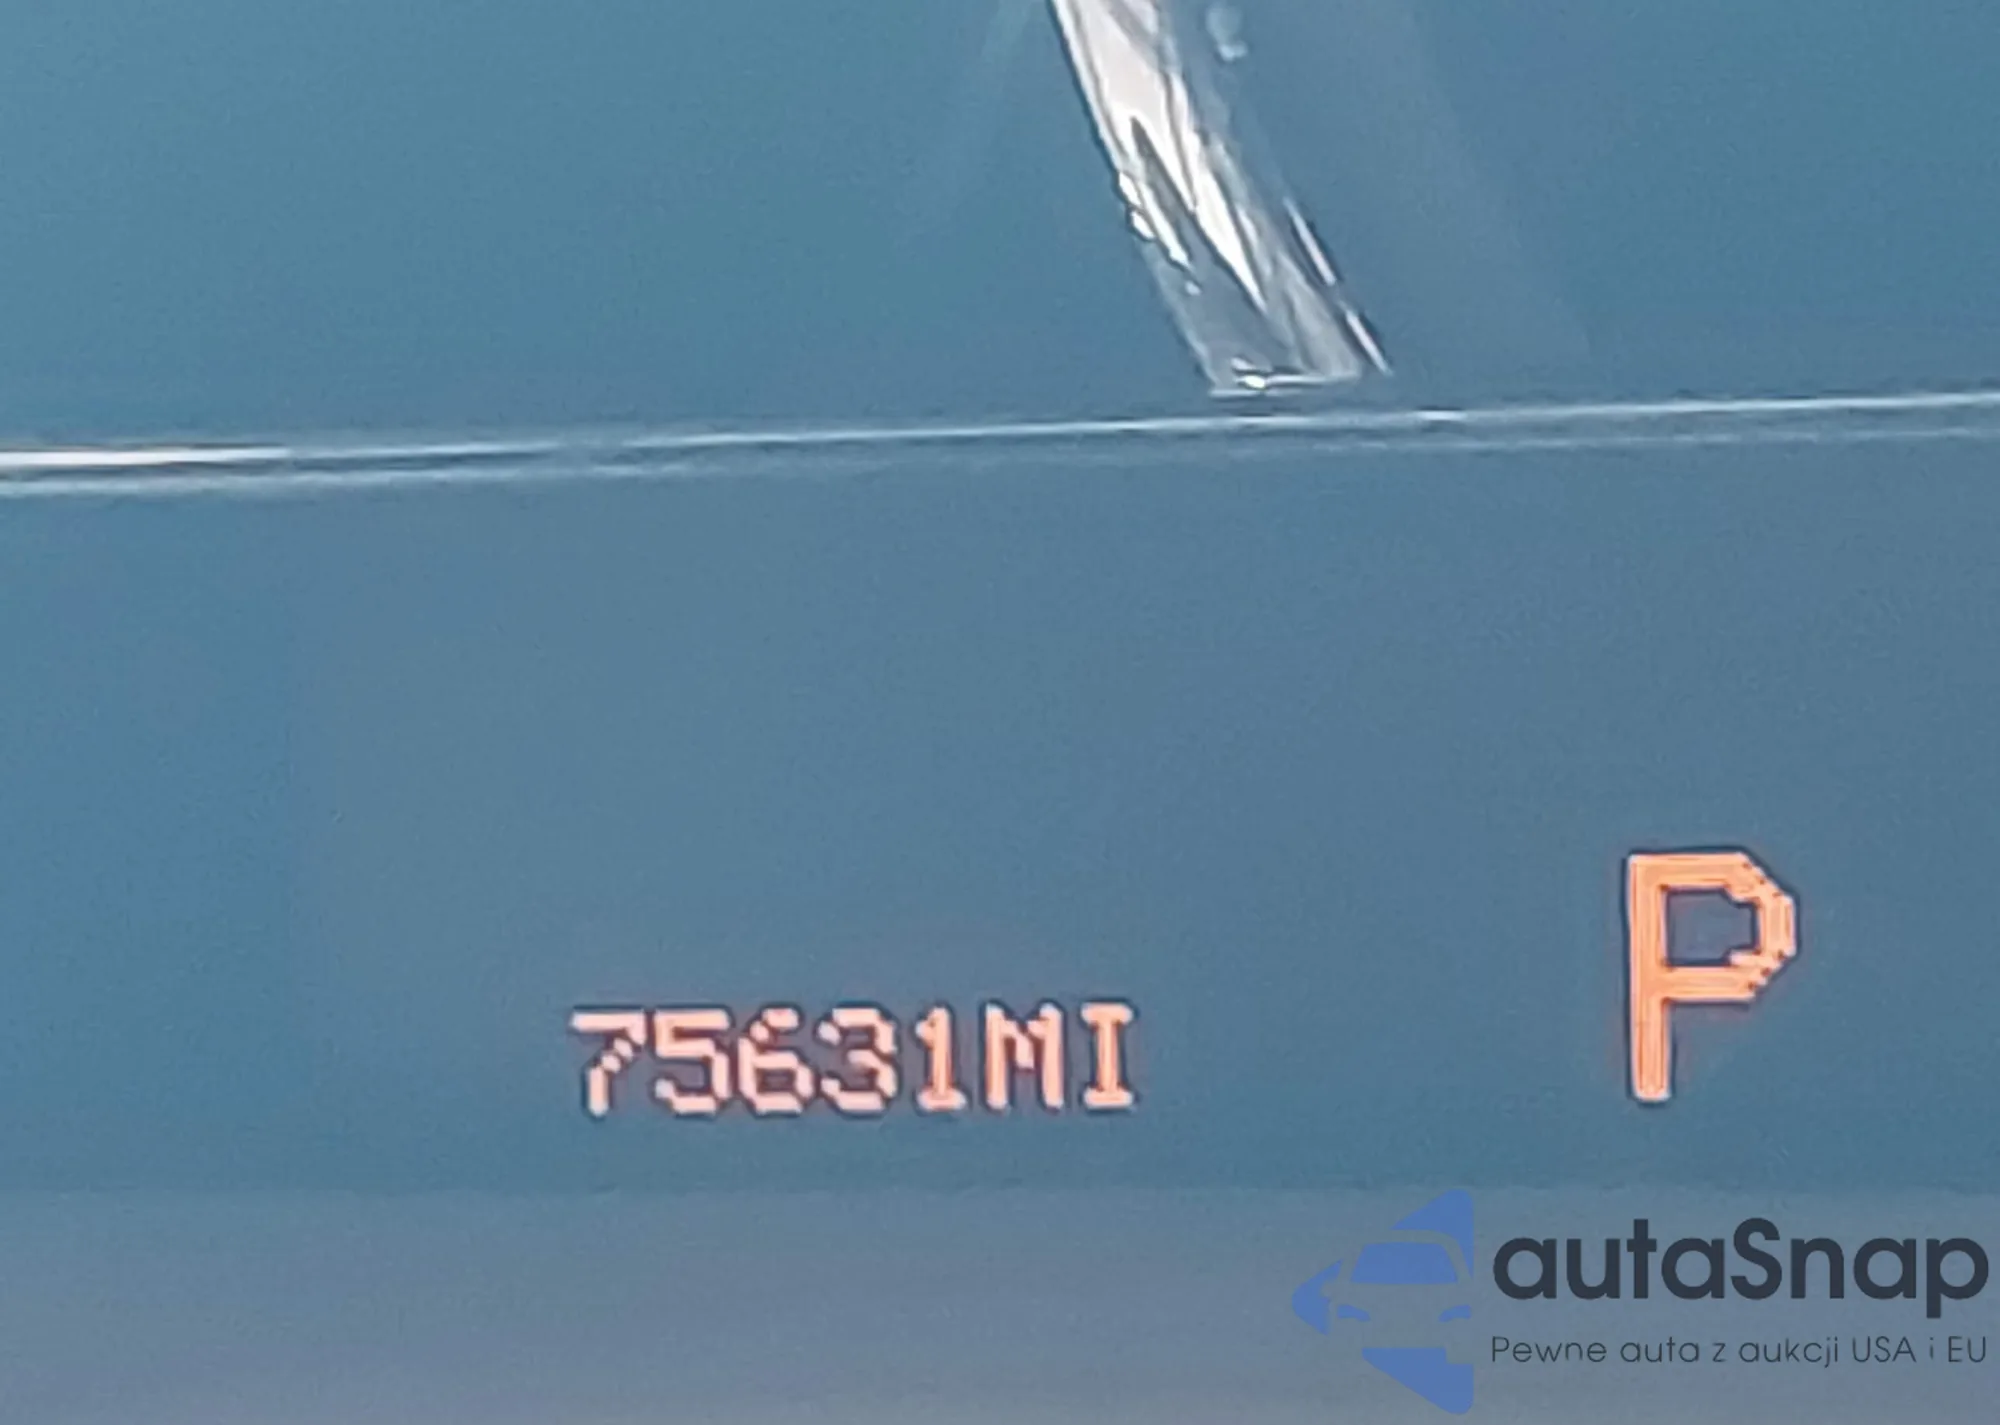 75631MI
P
autaSnap
Pewne auta z aukcji USA i EU